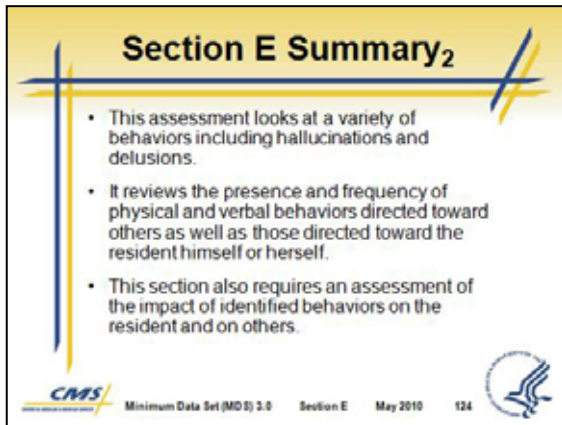 Section E Summary2
• This assessment looks at a variety of
behaviors including hallucinations and
delusions.
• It reviews the presence and frequency of
physical and verbal behaviors directed toward
others as well as those directed toward the
resident himself or herself.
• This section also requires an assessment of
the impact of identified behaviors on the
resident and on others.
CMS
Minimum Data Set (MDS) 3.0 Section E May 2010 124